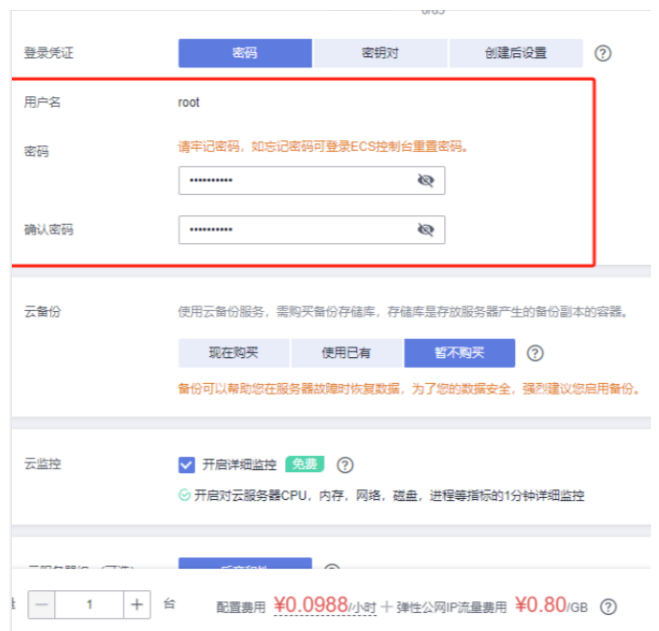 登录凭证 密码 密钥对 创建后设置
用户名 root
密码 请牢记密码，如忘记密码可登录ECS控制台重置密码。
••••••••••
确认密码 ••••••••••
云备份 使用云备份服务，需购买备份存储库，存储库是存放服务器产生的备份副本的容器。
现在购买 使用已有 暂不购买
备份可以帮助您在服务器故障时恢复数据，为了您的数据安全，强烈建议您启用备份。
云监控 开启详细监控 免费
开启对云服务器CPU，内存，网络，磁盘，进程等指标的1分钟详细监控
1 台 配置费用 ¥0.0988/小时 + 弹性公网IP流量费用 ¥0.80/GB